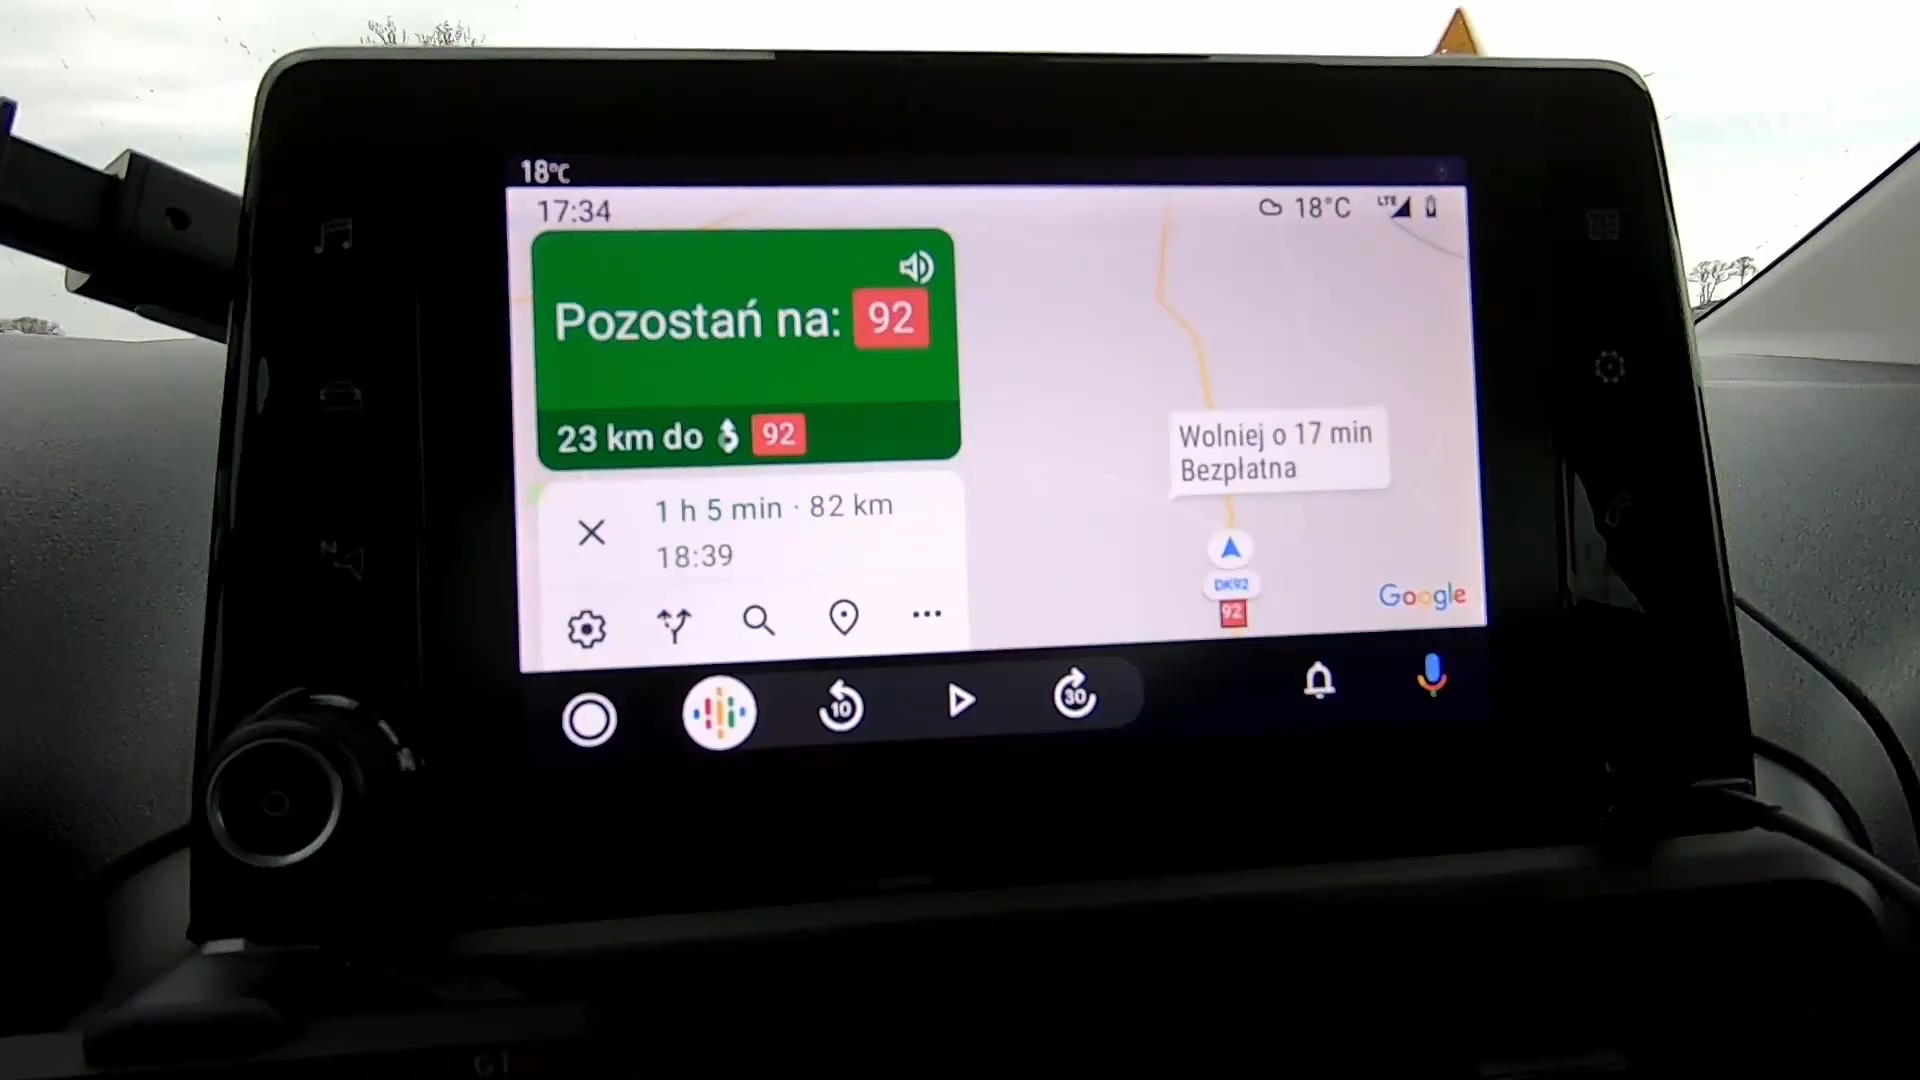 18°C
17:34
18°C LTE
Pozostań na: 92
23 km do 92
1 h 5 min · 82 km
18:39
Wolniej o 17 min
Bezpłatna
DK92
92
Google
10
30
N